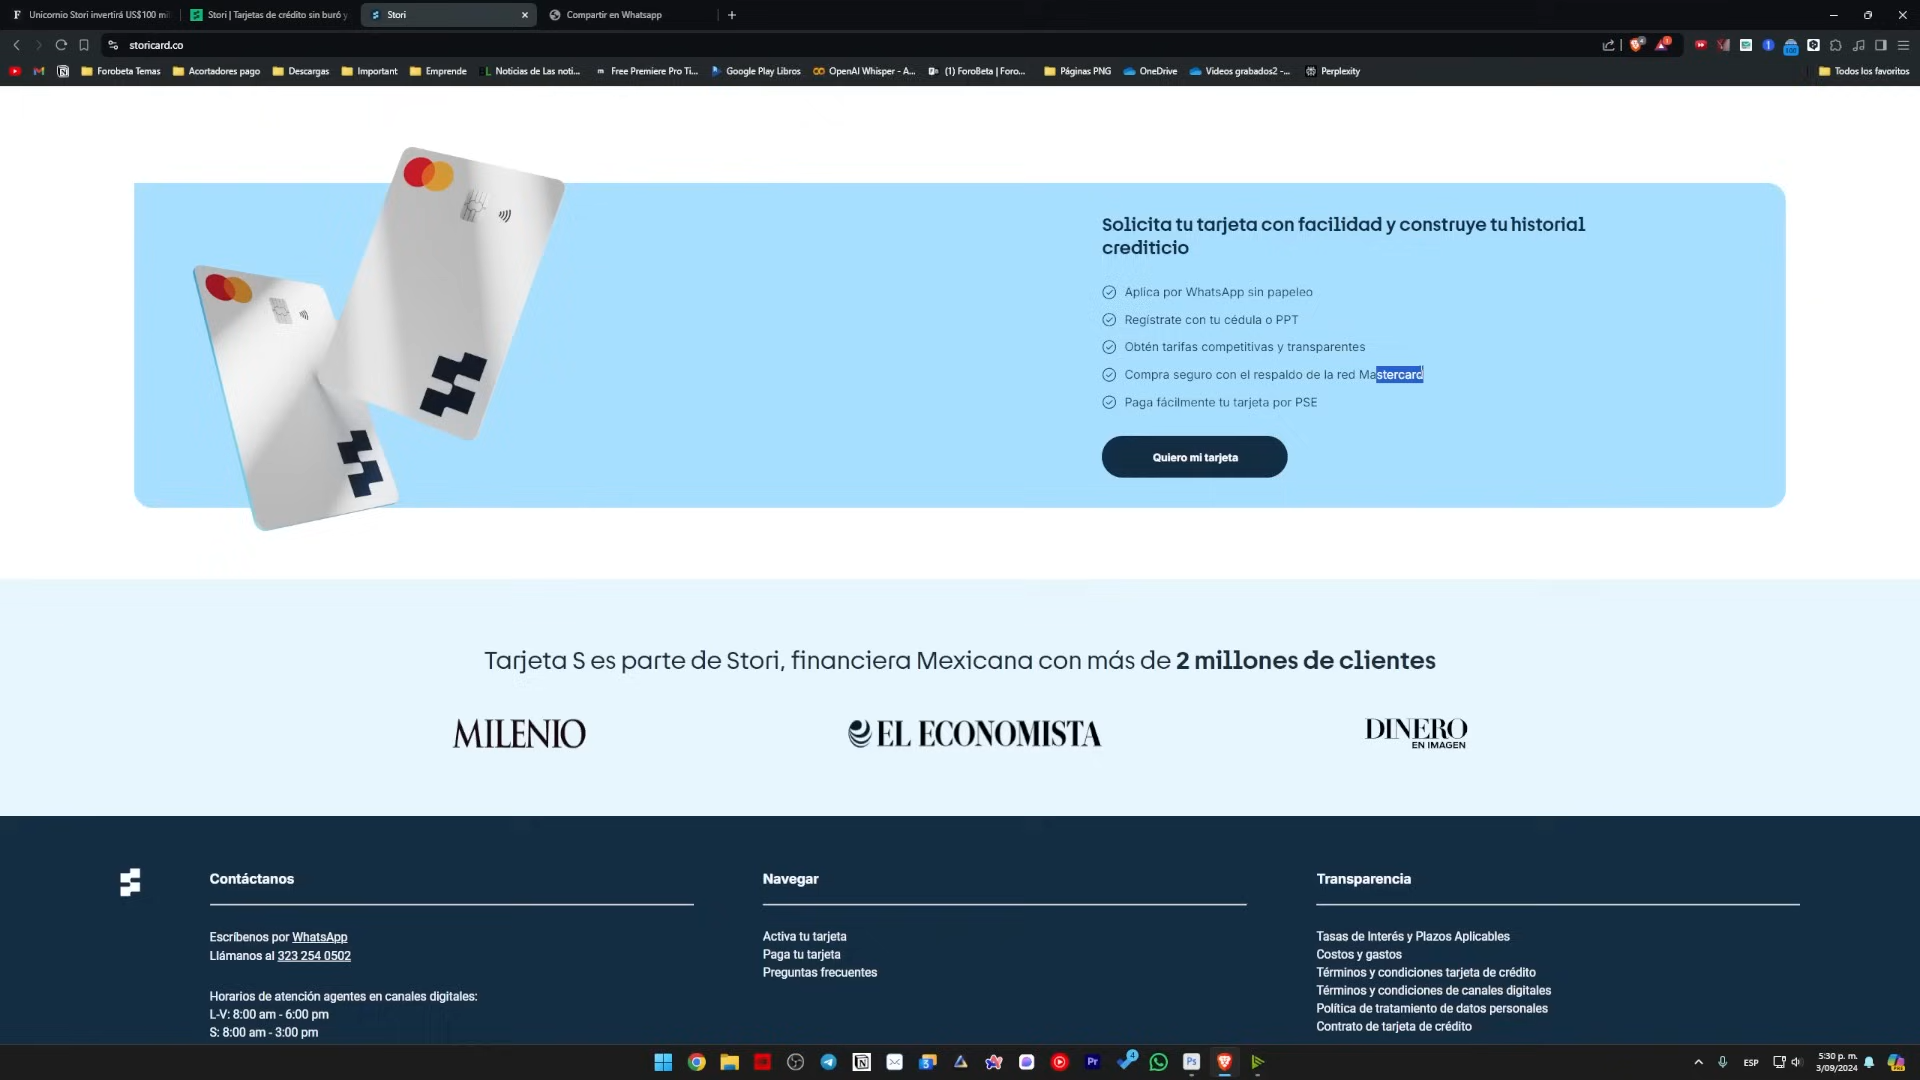 Unicornio Stori invertirá US$100 mi
Stori | Tarjetas de crédito sin buró y
Stori
Compartir en Whatsapp
storicard.co
Forobeta Temas
Acortadores pago
Descargas
Important
Emprende
Noticias de Las noti...
Free Premiere Pro Ti...
Google Play Libros
OpenAI Whisper - A...
(1) ForoBeta | Foro...
Páginas PNG
OneDrive
Videos grabados2 -...
Perplexity
Todos los favoritos
Solicita tu tarjeta con facilidad y construye tu historial
crediticio
Aplica por WhatsApp sin papeleo
Regístrate con tu cédula o PPT
Obtén tarifas competitivas y transparentes
Compra seguro con el respaldo de la red Mastercard
Paga fácilmente tu tarjeta por PSE
Quiero mi tarjeta
Tarjeta S es parte de Stori, financiera Mexicana con más de 2 millones de clientes
MILENIO
EL ECONOMISTA
DINERO
EN IMAGEN
Contáctanos
Escríbenos por WhatsApp
Llámanos al 323 254 0502
Horarios de atención agentes en canales digitales:
L-V: 8:00 am - 6:00 pm
S: 8:00 am - 3:00 pm
Navegar
Activa tu tarjeta
Paga tu tarjeta
Preguntas frecuentes
Transparencia
Tasas de Interés y Plazos Aplicables
Costos y gastos
Términos y condiciones tarjeta de crédito
Términos y condiciones de canales digitales
Política de tratamiento de datos personales
Contrato de tarjeta de crédito
ESP
5:30 p. m.
3/09/2024